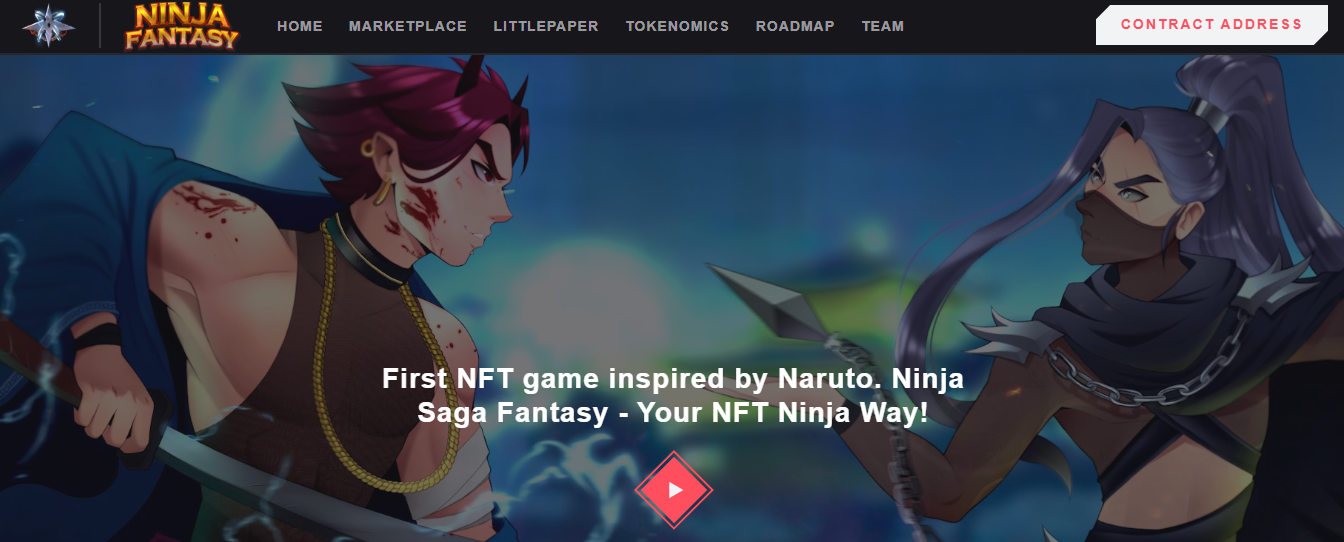 NINJA
FANTASY
HOME
MARKETPLACE
LITTLEPAPER
TOKENOMICS
ROADMAP
TEAM
CONTRACT ADDRESS
First NFT game inspired by Naruto. Ninja
Saga Fantasy - Your NFT Ninja Way!